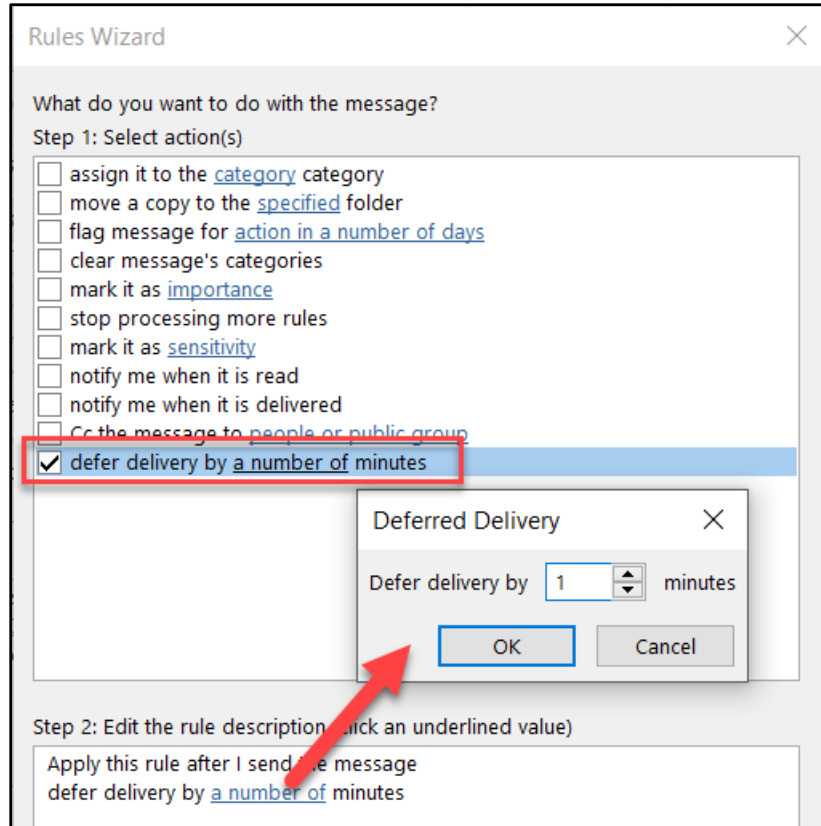 Rules Wizard
What do you want to do with the message?
Step 1: Select action(s)
assign it to the category category
move a copy to the specified folder
flag message for action in a number of days
clear message's categories
mark it as importance
stop processing more rules
mark it as sensitivity
notify me when it is read
notify me when it is delivered
Cc the message to people or public group
defer delivery by a number of minutes
Deferred Delivery
Defer delivery by 1 minutes
OK Cancel
Step 2: Edit the rule description (click an underlined value)
Apply this rule after I send the message
defer delivery by a number of minutes